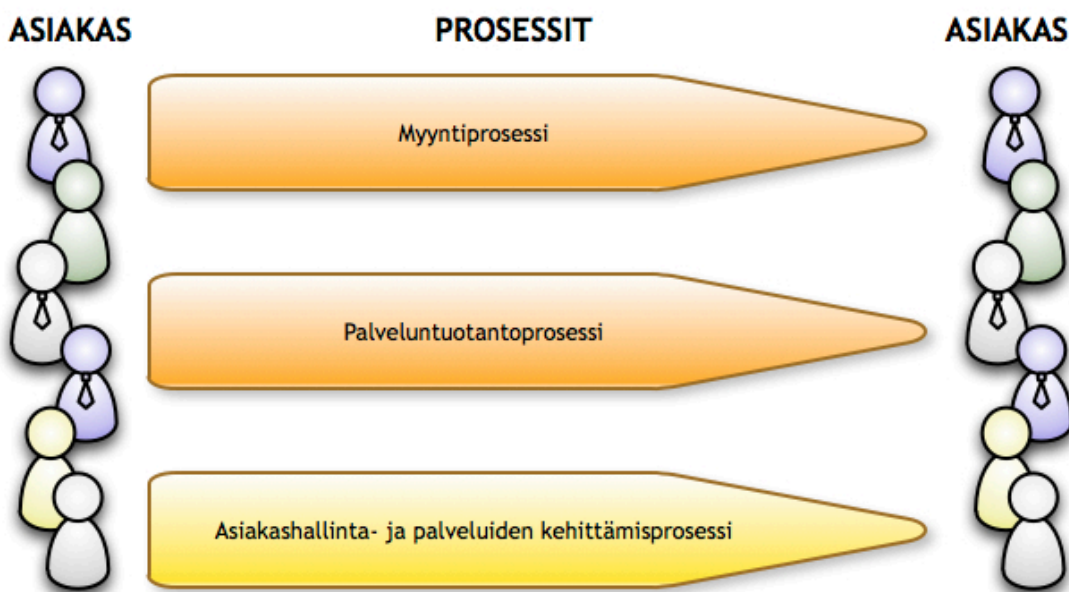 ASIAKAS PROSESSIT ASIAKAS
Myyntiprosessi
Palveluntuotantoprosessi
Asiakashallinta- ja palveluiden kehittämisprosessi